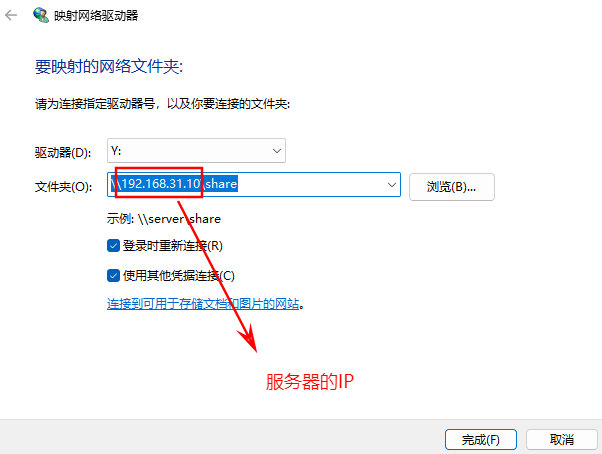 映射网络驱动器
要映射的网络文件夹:
请为连接指定驱动器号，以及你要连接的文件夹:
驱动器(D): Y:
文件夹(O): \\192.168.31.10\share 浏览(B)...
示例: \\server\share
登录时重新连接(R)
使用其他凭据连接(C)
连接到可用于存储文档和图片的网站。
服务器的IP
完成(F) 取消